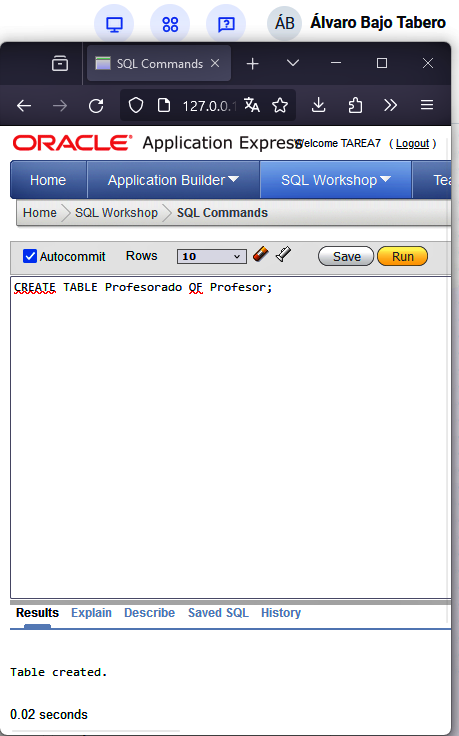 ÁB Álvaro Bajo Tabero
SQL Commands
127.0.0.1
ORACLE Application Express Welcome TAREA7 ( Logout )
Home Application Builder SQL Workshop Tea
Home SQL Workshop SQL Commands
Autocommit Rows 10 Save Run
CREATE TABLE Profesorado OF Profesor;
Results Explain Describe Saved SQL History
Table created.
0.02 seconds